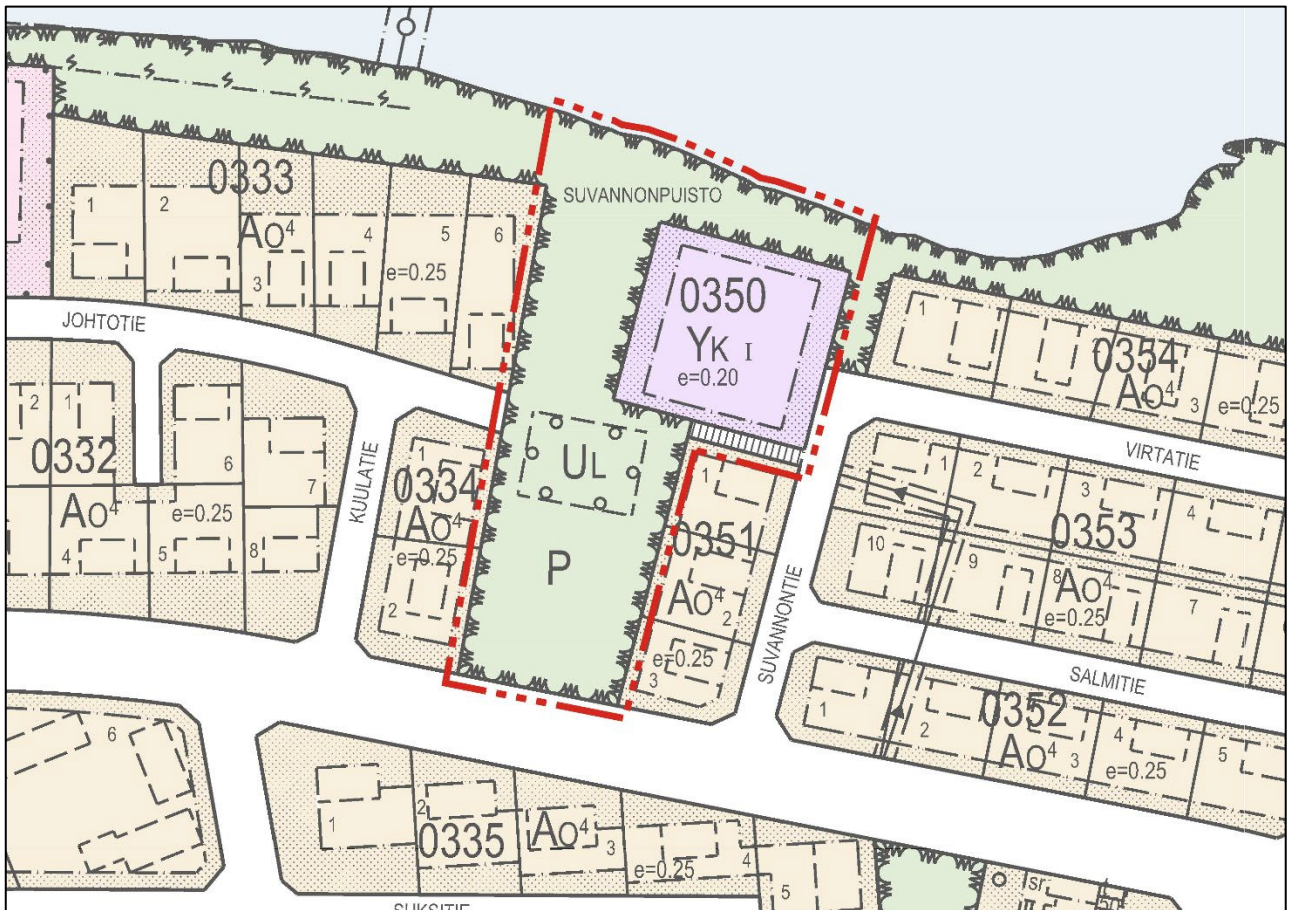 SUVANNONPUISTO
0333
Ao⁴
1
2
3
4
5
6
e=0.25
JOHTOTIE
0350
YK I
e=0.20
0354
Ao⁴
1
3
e=0.25
VIRTATIE
2
1
0332
Ao⁴
e=0.25
4
5
6
7
8
KUULATIE
1
0334
Ao⁴
e=0.25
2
UL
P
1
0351
Ao⁴
2
e=0.25
3
SUVANNONTIE
1
2
3
4
0353
10
9
8
Ao⁴
7
e=0.25
SALMITIE
1
2
0352
Ao⁴
3
4
e=0.25
5
6
1
2
0335
Ao⁴
3
e=0.25
4
5
sr